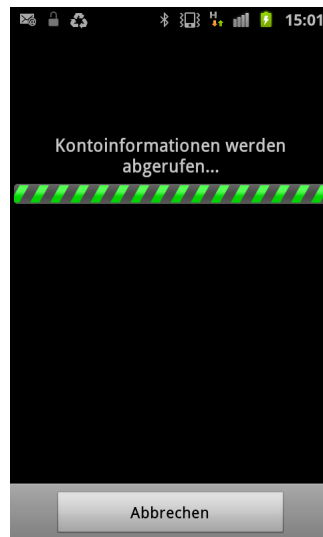 H 15:01
Kontoinformationen werden
abgerufen...
Abbrechen